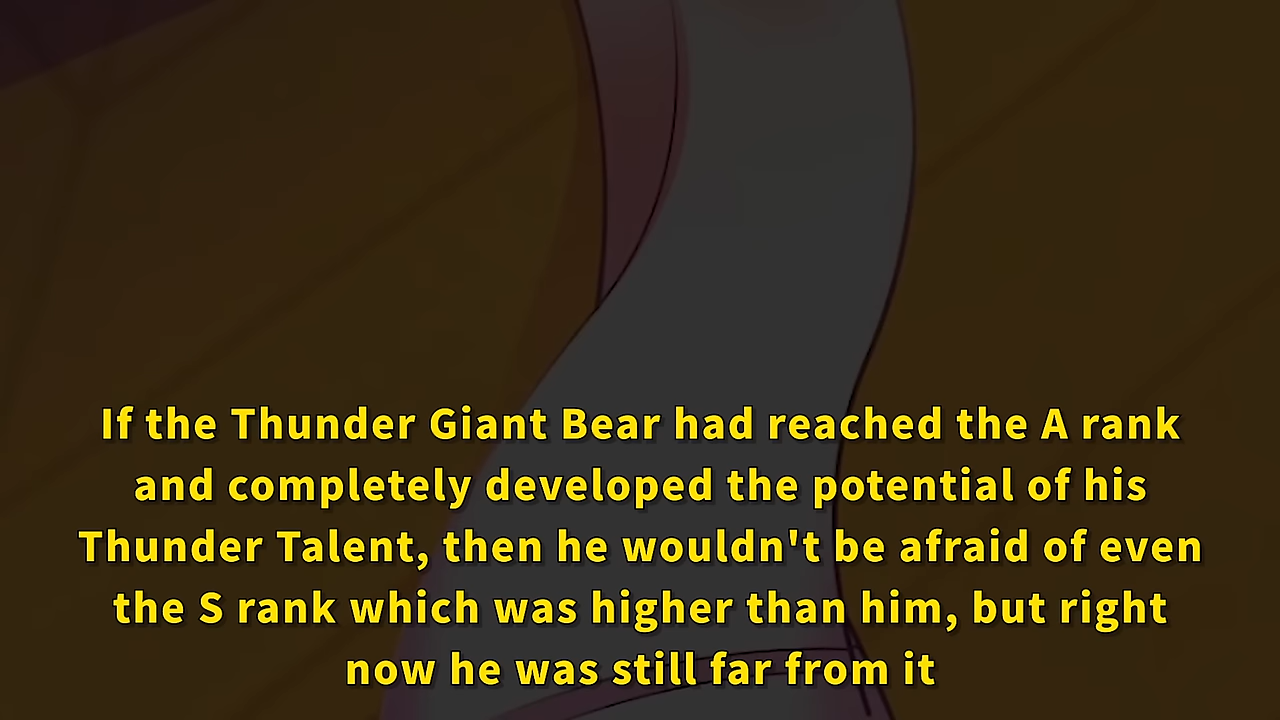 If the Thunder Giant Bear had reached the A rank
and completely developed the potential of his
Thunder Talent, then he wouldn't be afraid of even
the S rank which was higher than him, but right
now he was still far from it